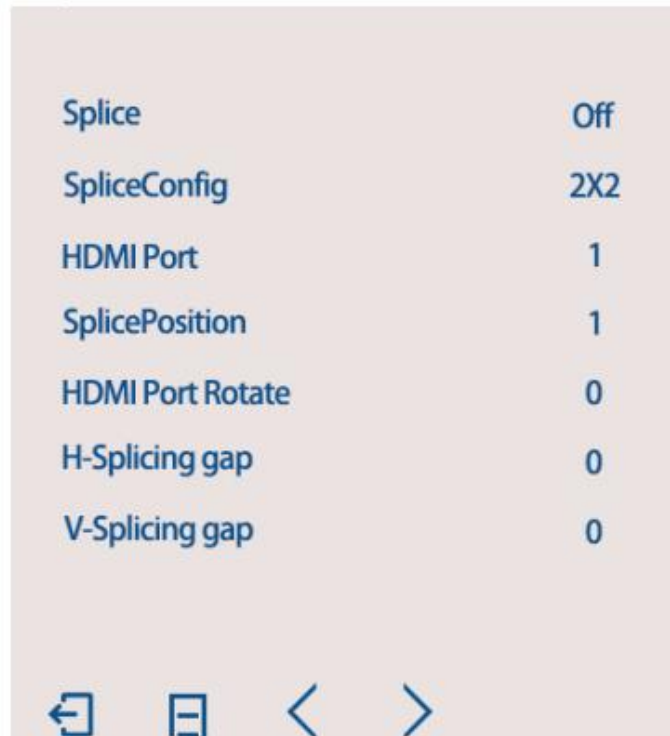 Splice Off
SpliceConfig 2X2
HDMI Port 1
SplicePosition 1
HDMI Port Rotate 0
H-Splicing gap 0
V-Splicing gap 0